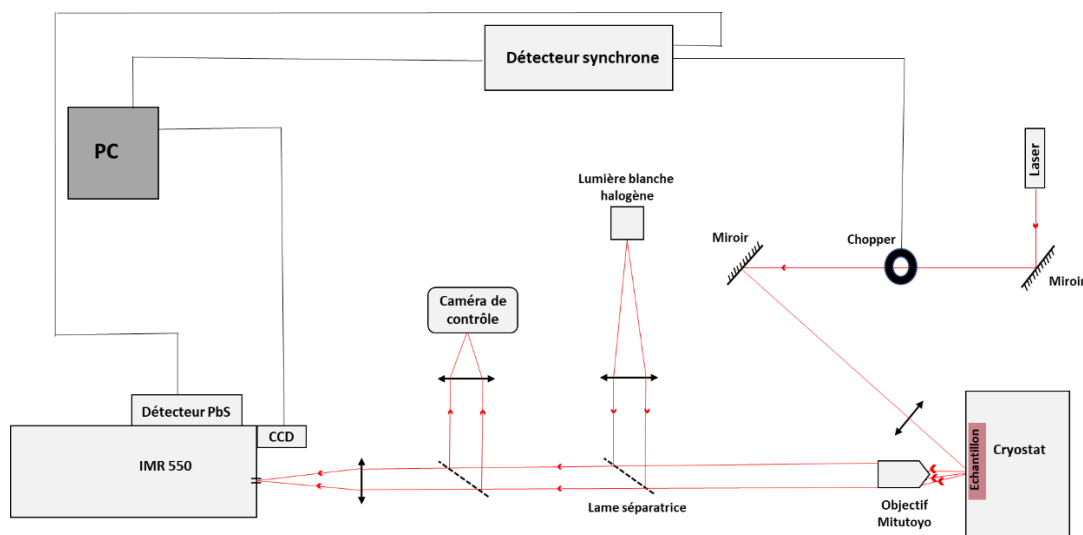 Détecteur synchrone
PC
Laser
Lumière blanche
halogène
Miroir
Chopper
Miroir
Caméra de
contrôle
Détecteur PbS
CCD
IMR 550
Echantillon
Cryostat
Lame séparatrice
Objectif
Mitutoyo